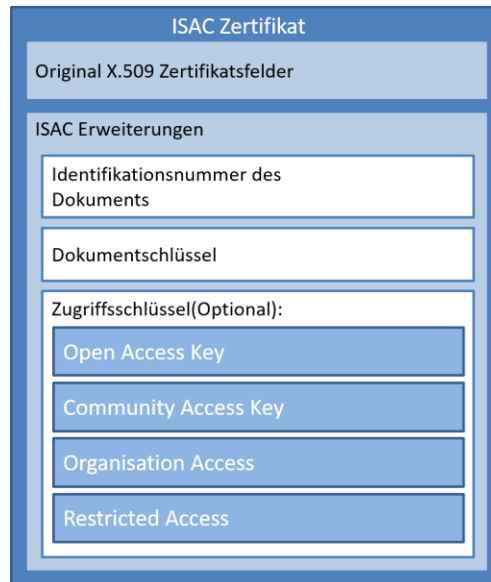 ISAC Zertifikat
Original X.509 Zertifikatsfelder
ISAC Erweiterungen
Identifikationsnummer des
Dokuments
Dokumentschlüssel
Zugriffsschlüssel(Optional):
Open Access Key
Community Access Key
Organisation Access
Restricted Access